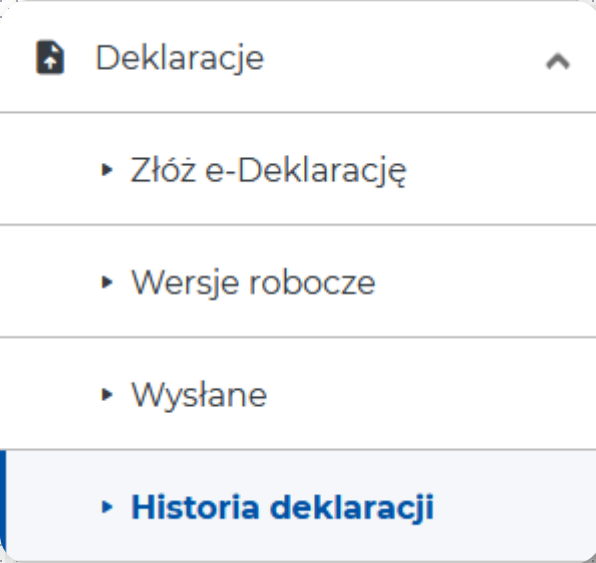 Deklaracje
Złóż e-Deklarację
Wersje robocze
Wysłane
Historia deklaracji